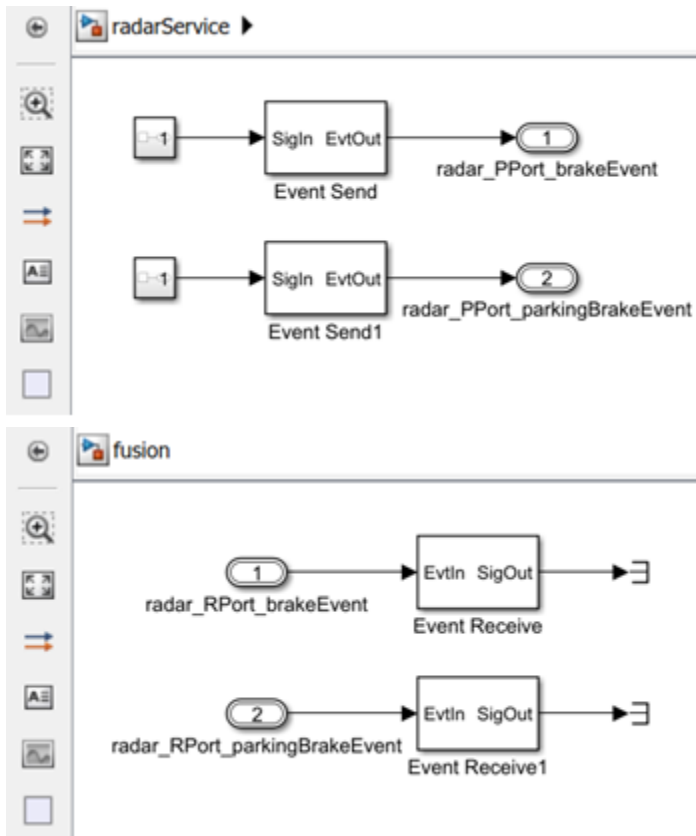 radarService
1
SigIn EvtOut
1
Event Send
radar_PPort_brakeEvent
1
SigIn EvtOut
2
Event Send1
radar_PPort_parkingBrakeEvent
fusion
1
EvtIn SigOut
radar_RPort_brakeEvent
Event Receive
2
EvtIn SigOut
radar_RPort_parkingBrakeEvent
Event Receive1